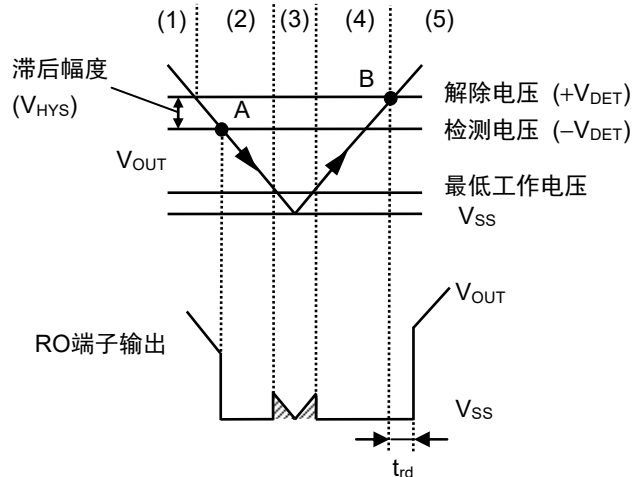 (1) (2) (3) (4) (5)
滞后幅度
(VHYS)
A
B
解除电压 (+VDET)
检测电压 (−VDET)
VOUT
最低工作电压
VSS
VOUT
RO端子输出
VSS
trd